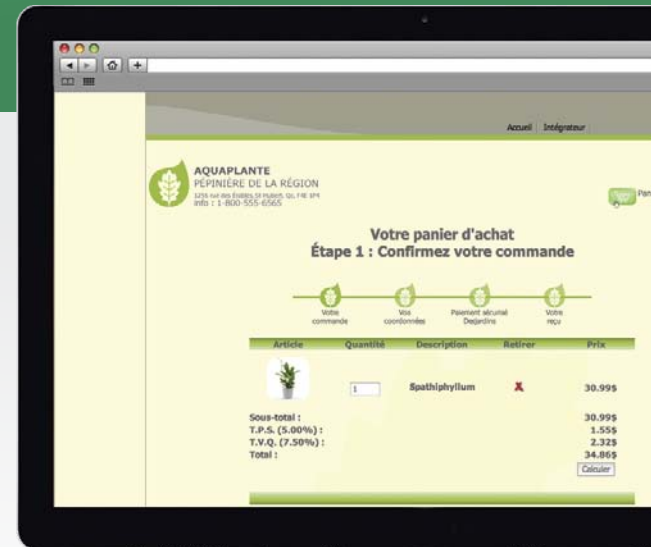 Accueil Intégrateur
AQUAPLANTE
PÉPINIÈRE DE LA RÉGION
info : 1-800-555-6565
Votre panier d'achat
Étape 1 : Confirmez votre commande
Votre commande
Vos coordonnées
Paiement sécurisé Desjardins
Votre reçu
Article Quantité Description Retirer Prix
1 Spathiphyllum X 30.99$
Sous-total : 30.99$
T.P.S. (5.00%) : 1.55$
T.V.Q. (7.50%) : 2.32$
Total : 34.86$
Calculer